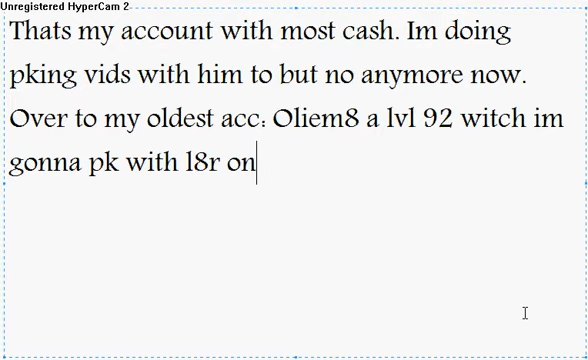 Unregistered HyperCam 2
Thats my account with most cash. Im doing
pking vids with him to but no anymore now.
Over to my oldest acc: Oliem8 a lvl 92 witch im
gonna pk with l8r on